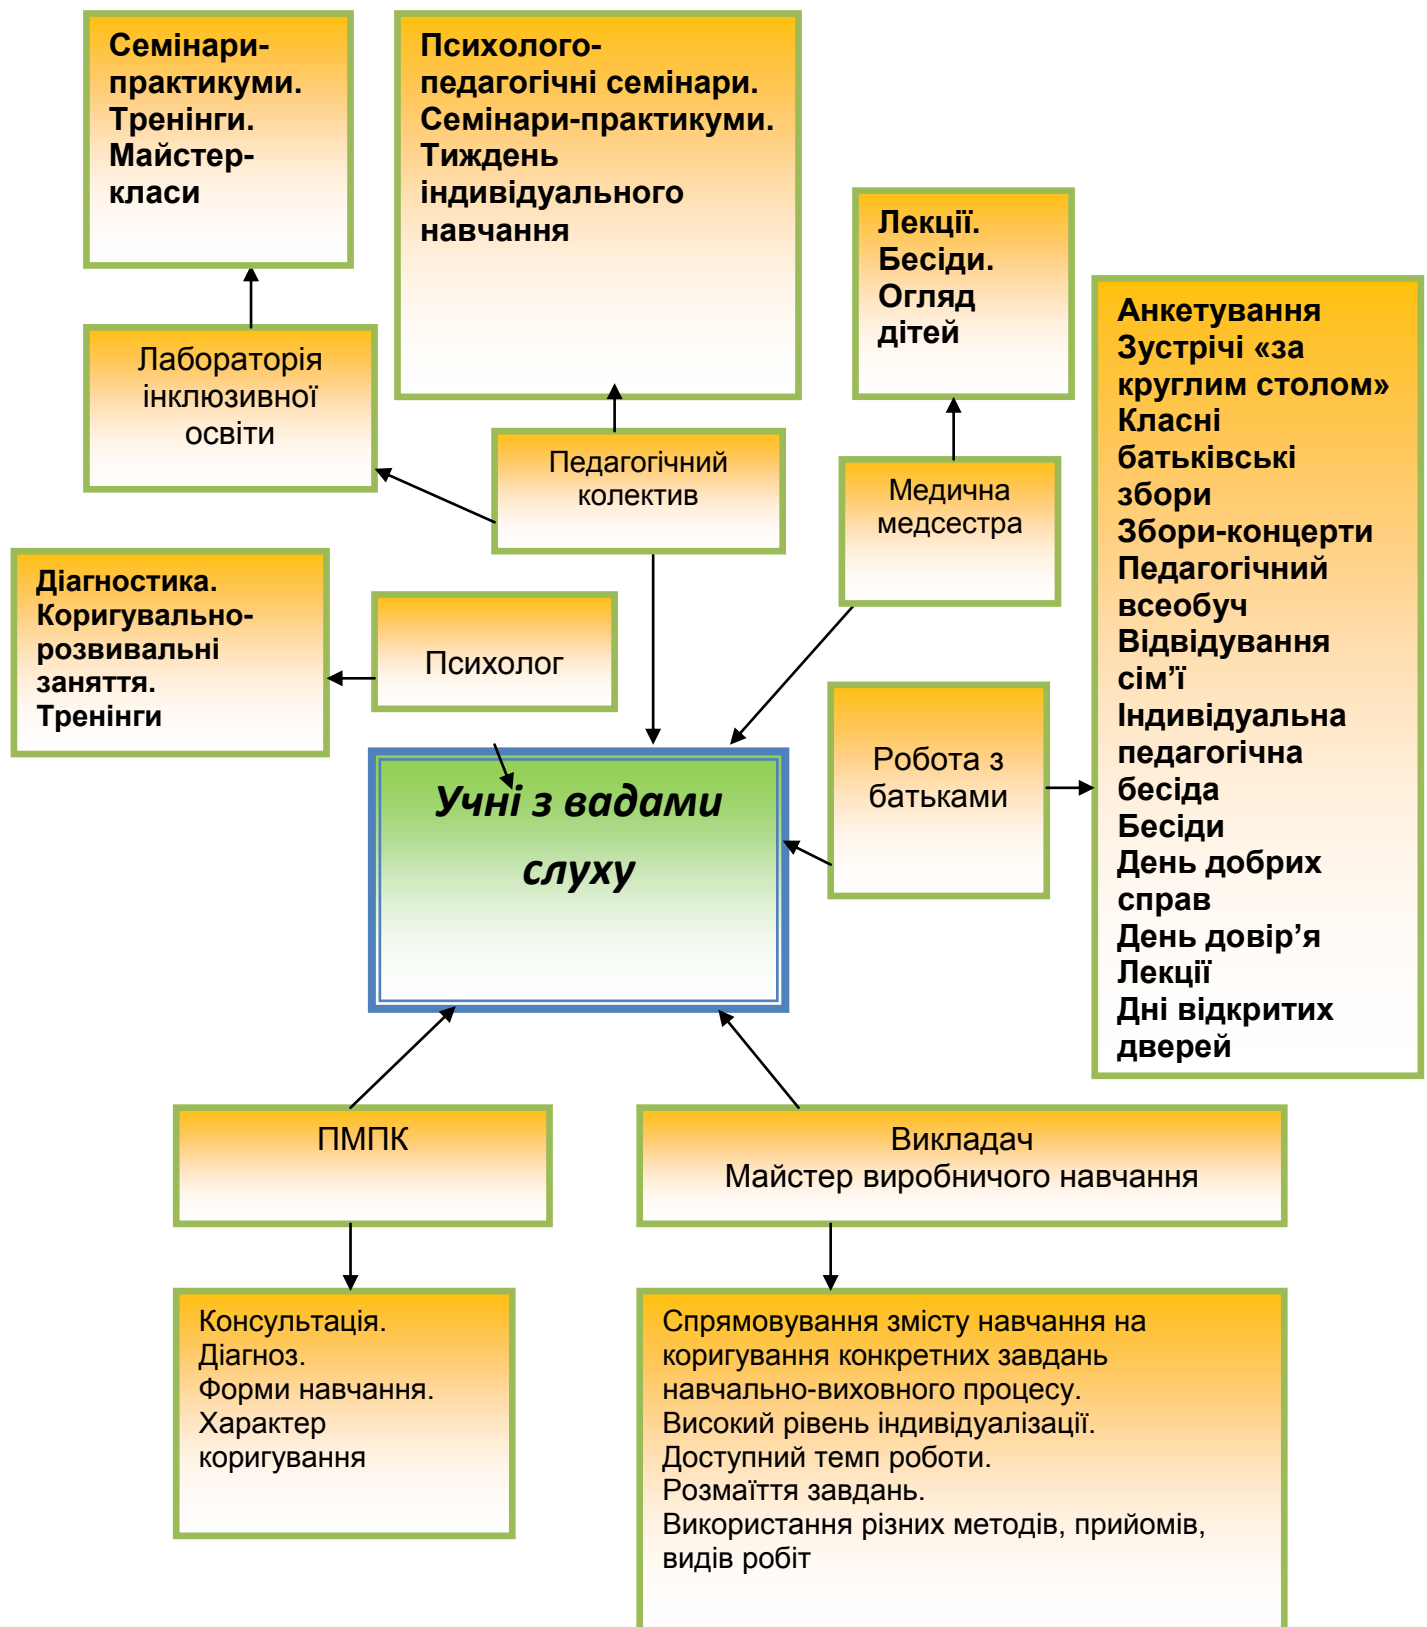 Семінари-
практикуми.
Тренінги.
Майстер-
класи
Психолого-
педагогічні семінари.
Семінари-практикуми.
Тиждень
індивідуального
навчання
Лекції.
Бесіди.
Огляд
дітей
Анкетування
Зустрічі «за
круглим столом»
Класні
батьківські
збори
Збори-концерти
Педагогічний
всеобуч
Відвідування
сім’ї
Індивідуальна
педагогічна
бесіда
Бесіди
День добрих
справ
День довір’я
Лекції
Дні відкритих
дверей
Лабораторія
інклюзивної
освіти
Педагогічний
колектив
Медична
медсестра
Діагностика.
Коригувально-
розвивальні
заняття.
Тренінги
Психолог
Робота з
батьками
Учні з вадами
слуху
ПМПК
Викладач
Майстер виробничого навчання
Консультація.
Діагноз.
Форми навчання.
Характер
коригування
Спрямовування змісту навчання на
коригування конкретних завдань
навчально-виховного процесу.
Високий рівень індивідуалізації.
Доступний темп роботи.
Розмаїття завдань.
Використання різних методів, прийомів,
видів робіт